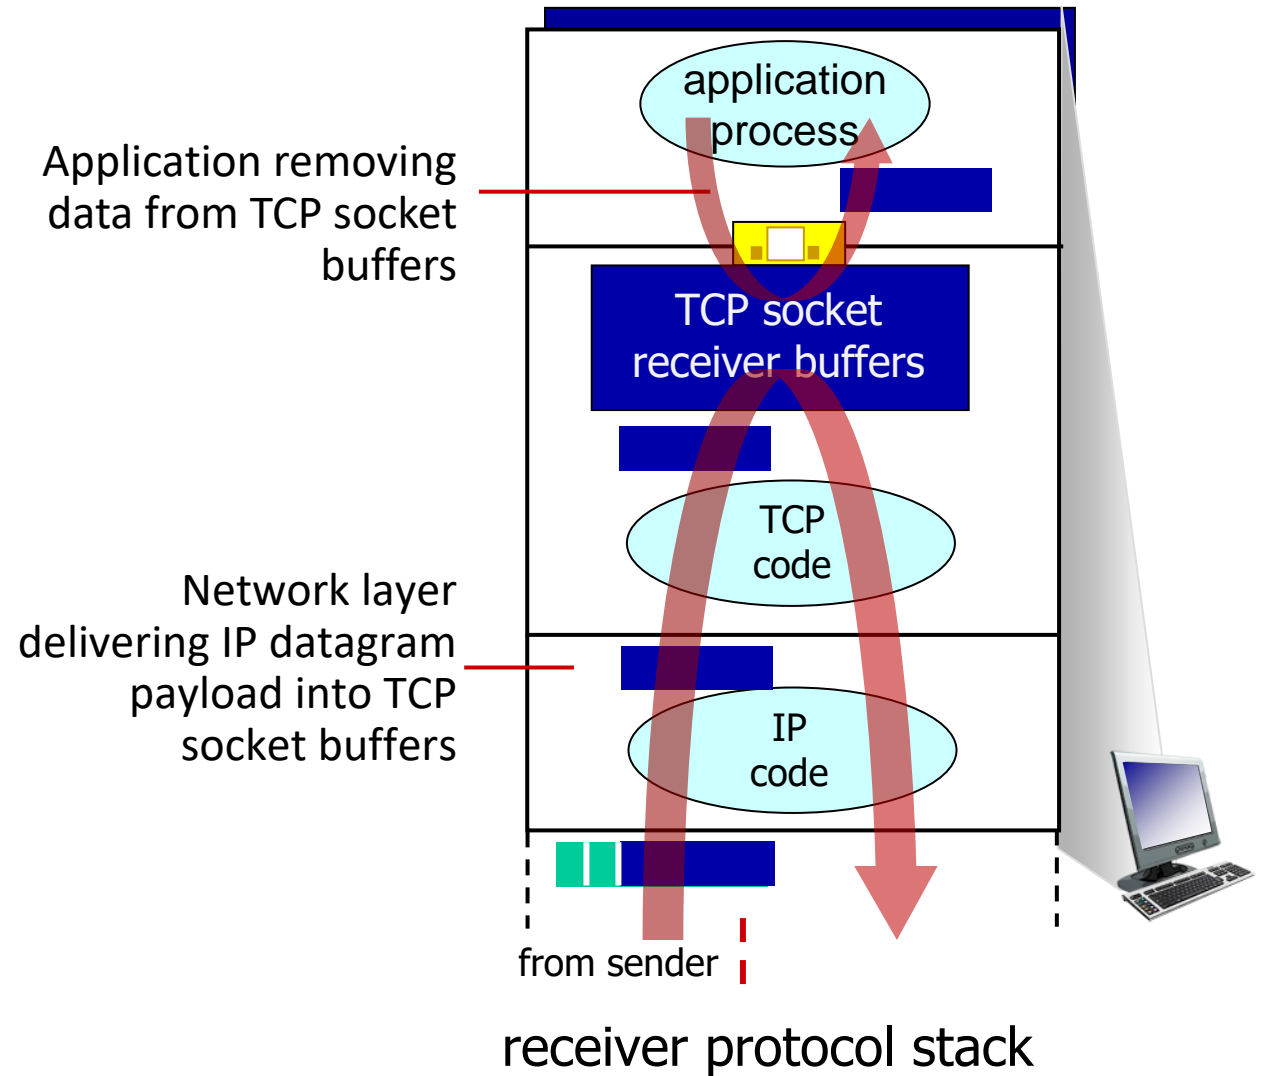 application
process
Application removing
data from TCP socket
buffers
TCP socket
receiver buffers
TCP
code
Network layer
delivering IP datagram
payload into TCP
socket buffers
IP
code
from sender
receiver protocol stack